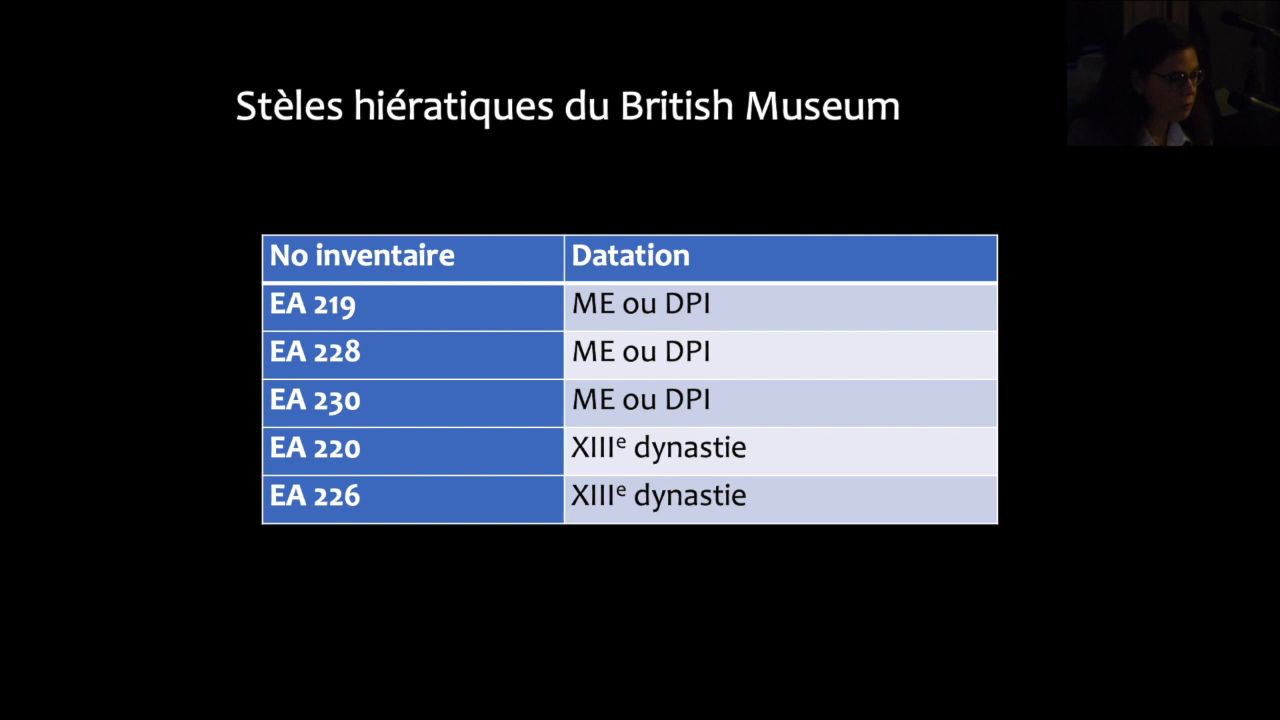 Stèles hiératiques du British Museum
No inventaire Datation
EA 219 ME ou DPI
EA 228 ME ou DPI
EA 230 ME ou DPI
EA 220 XIIIᵉ dynastie
EA 226 XIIIᵉ dynastie